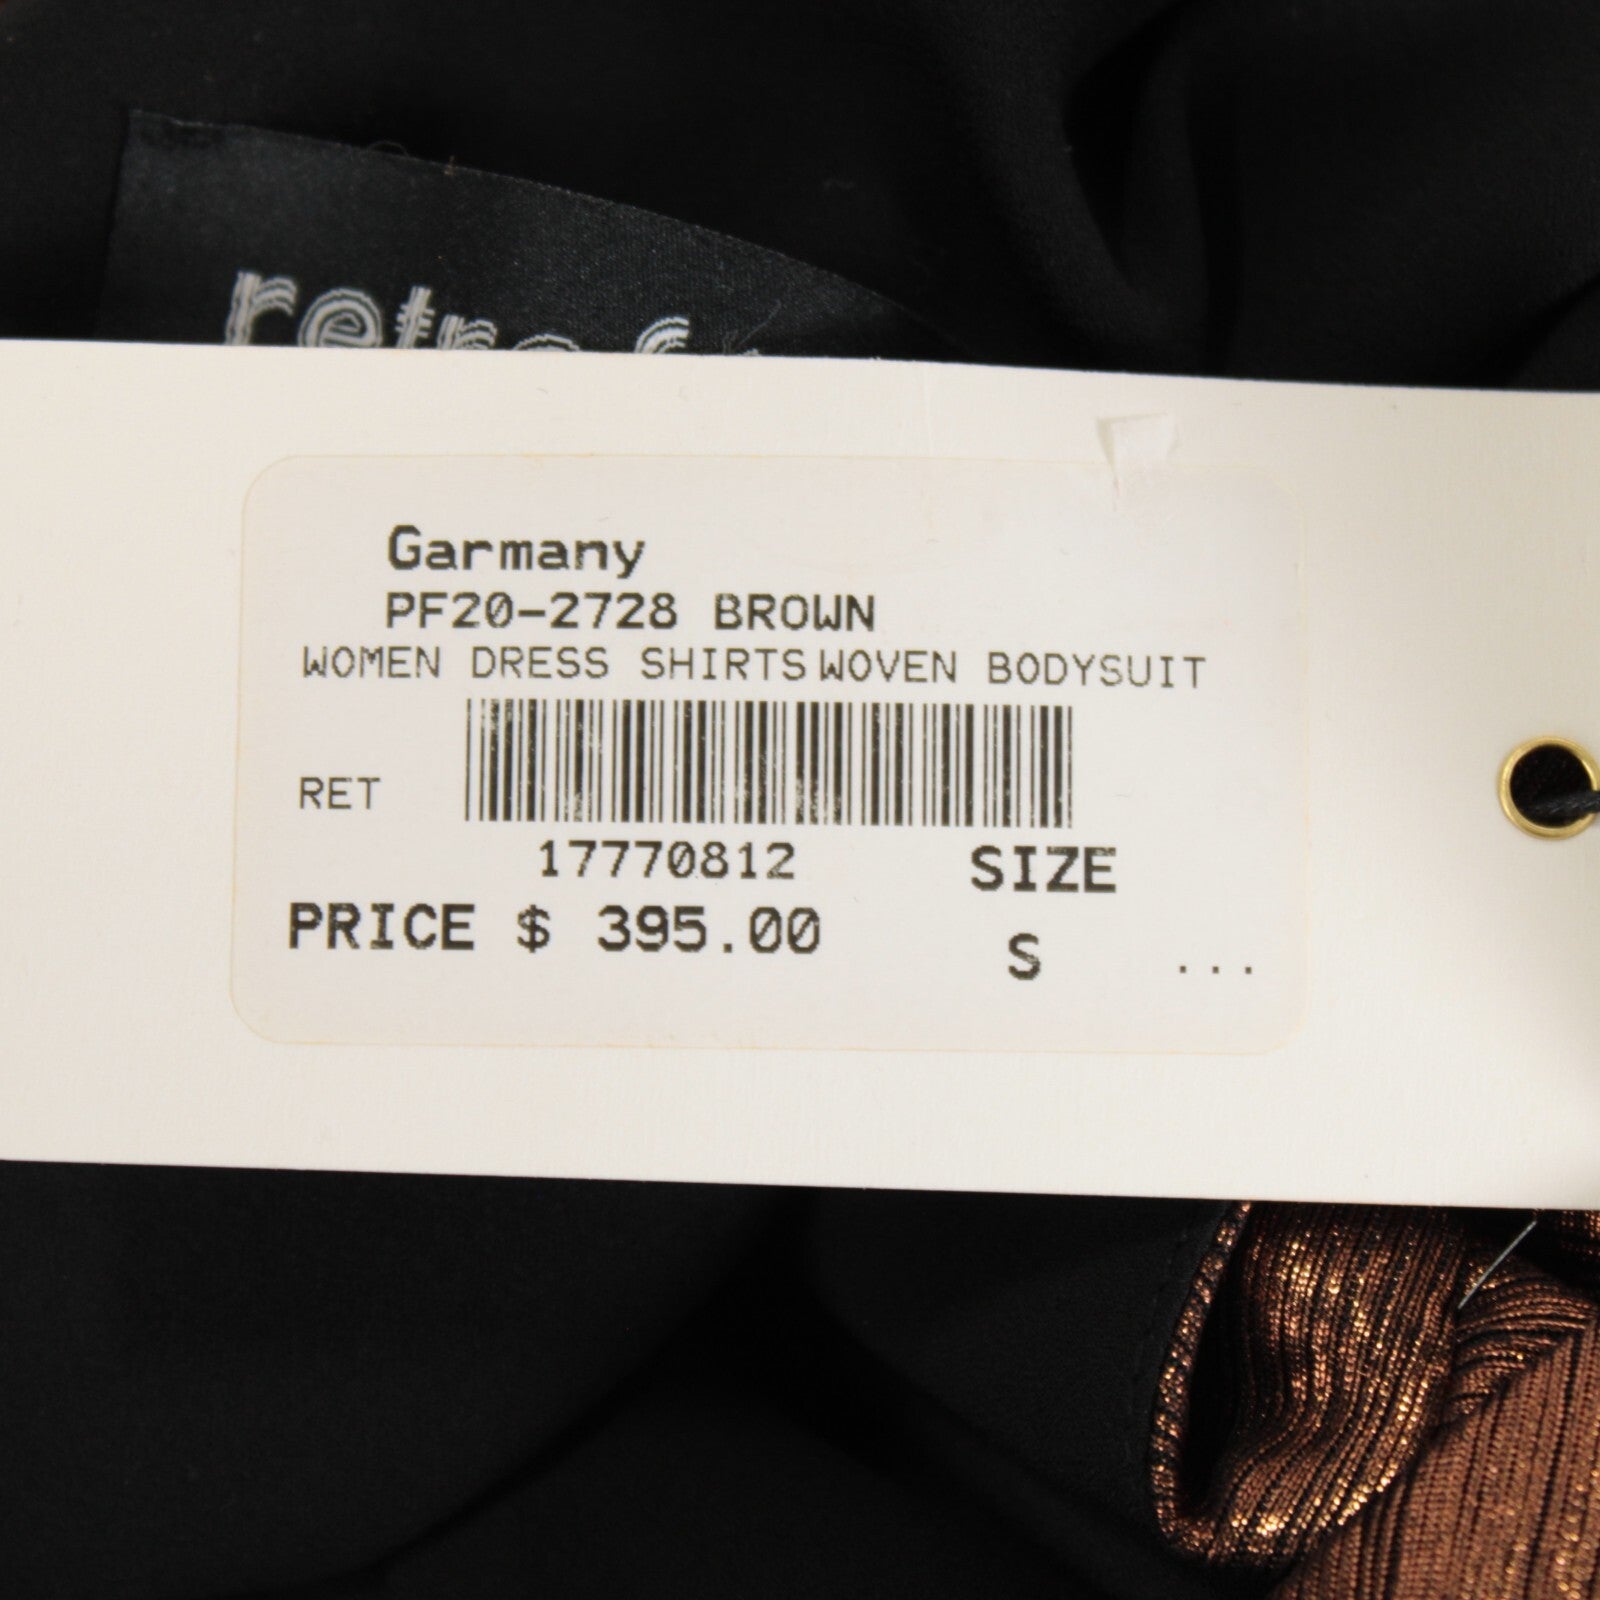 Garmany
PF20-2728 BROWN
WOMEN DRESS SHIRTS WOVEN BODYSUIT
RET
17770812
SIZE
PRICE $ 395.00
S ...